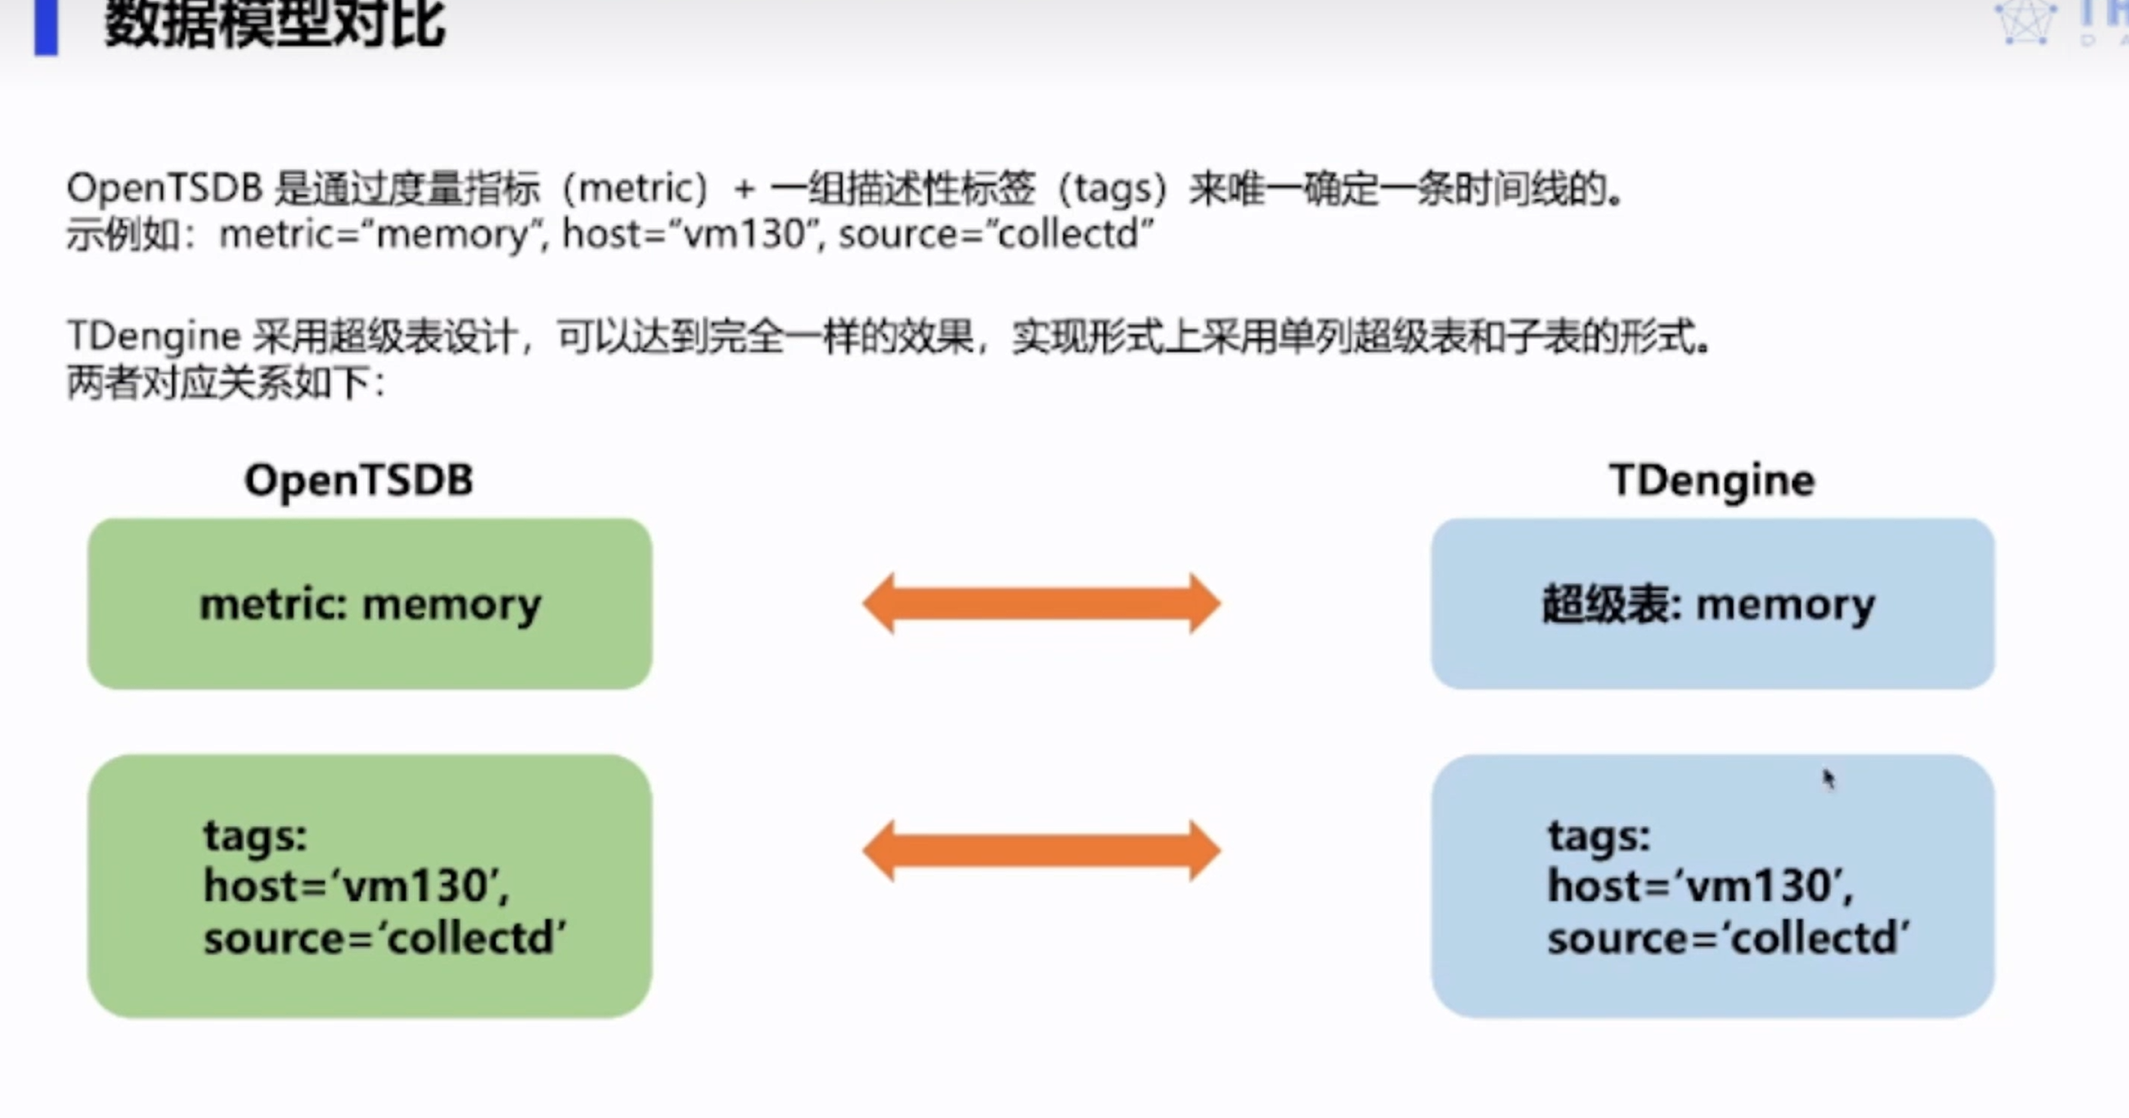 数据模型对比
OpenTSDB 是通过度量指标（metric）+ 一组描述性标签（tags）来唯一确定一条时间线的。
示例如：metric=“memory”, host=“vm130”, source=”collectd”
TDengine 采用超级表设计，可以达到完全一样的效果，实现形式上采用单列超级表和子表的形式。
两者对应关系如下：
OpenTSDB
TDengine
metric: memory
超级表: memory
tags:
host=‘vm130’,
source=‘collectd’
tags:
host=‘vm130’,
source=‘collectd’